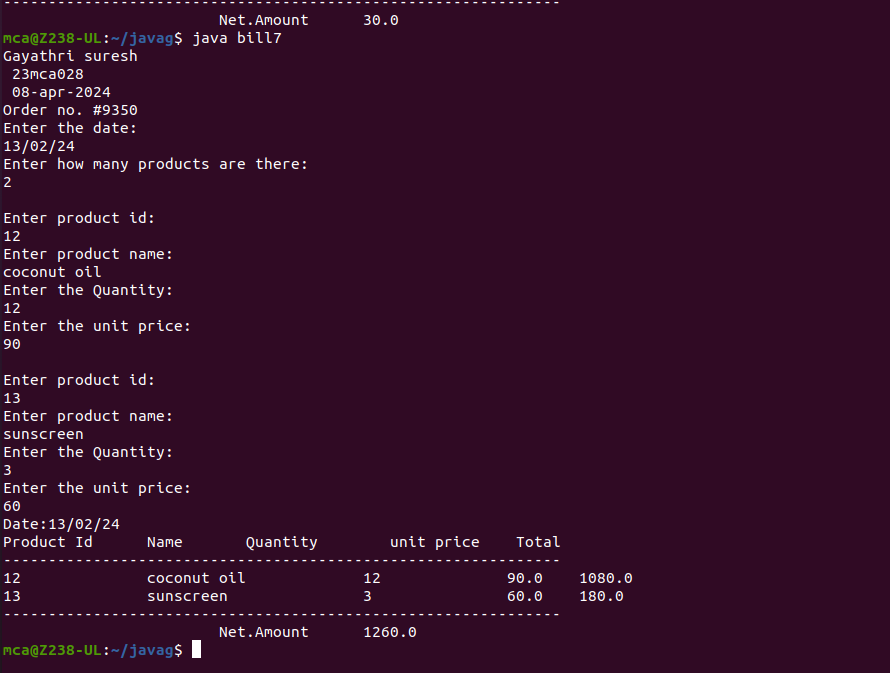 --------------------------------------------------------------
Net.Amount 30.0
mca@Z238-UL:~/javag$ java bill7
Gayathri suresh
23mca028
08-apr-2024
Order no. #9350
Enter the date:
13/02/24
Enter how many products are there:
2
Enter product id:
12
Enter product name:
coconut oil
Enter the Quantity:
12
Enter the unit price:
90
Enter product id:
13
Enter product name:
sunscreen
Enter the Quantity:
3
Enter the unit price:
60
Date:13/02/24
Product Id Name Quantity unit price Total
--------------------------------------------------------------
12 coconut oil 12 90.0 1080.0
13 sunscreen 3 60.0 180.0
--------------------------------------------------------------
Net.Amount 1260.0
mca@Z238-UL:~/javag$